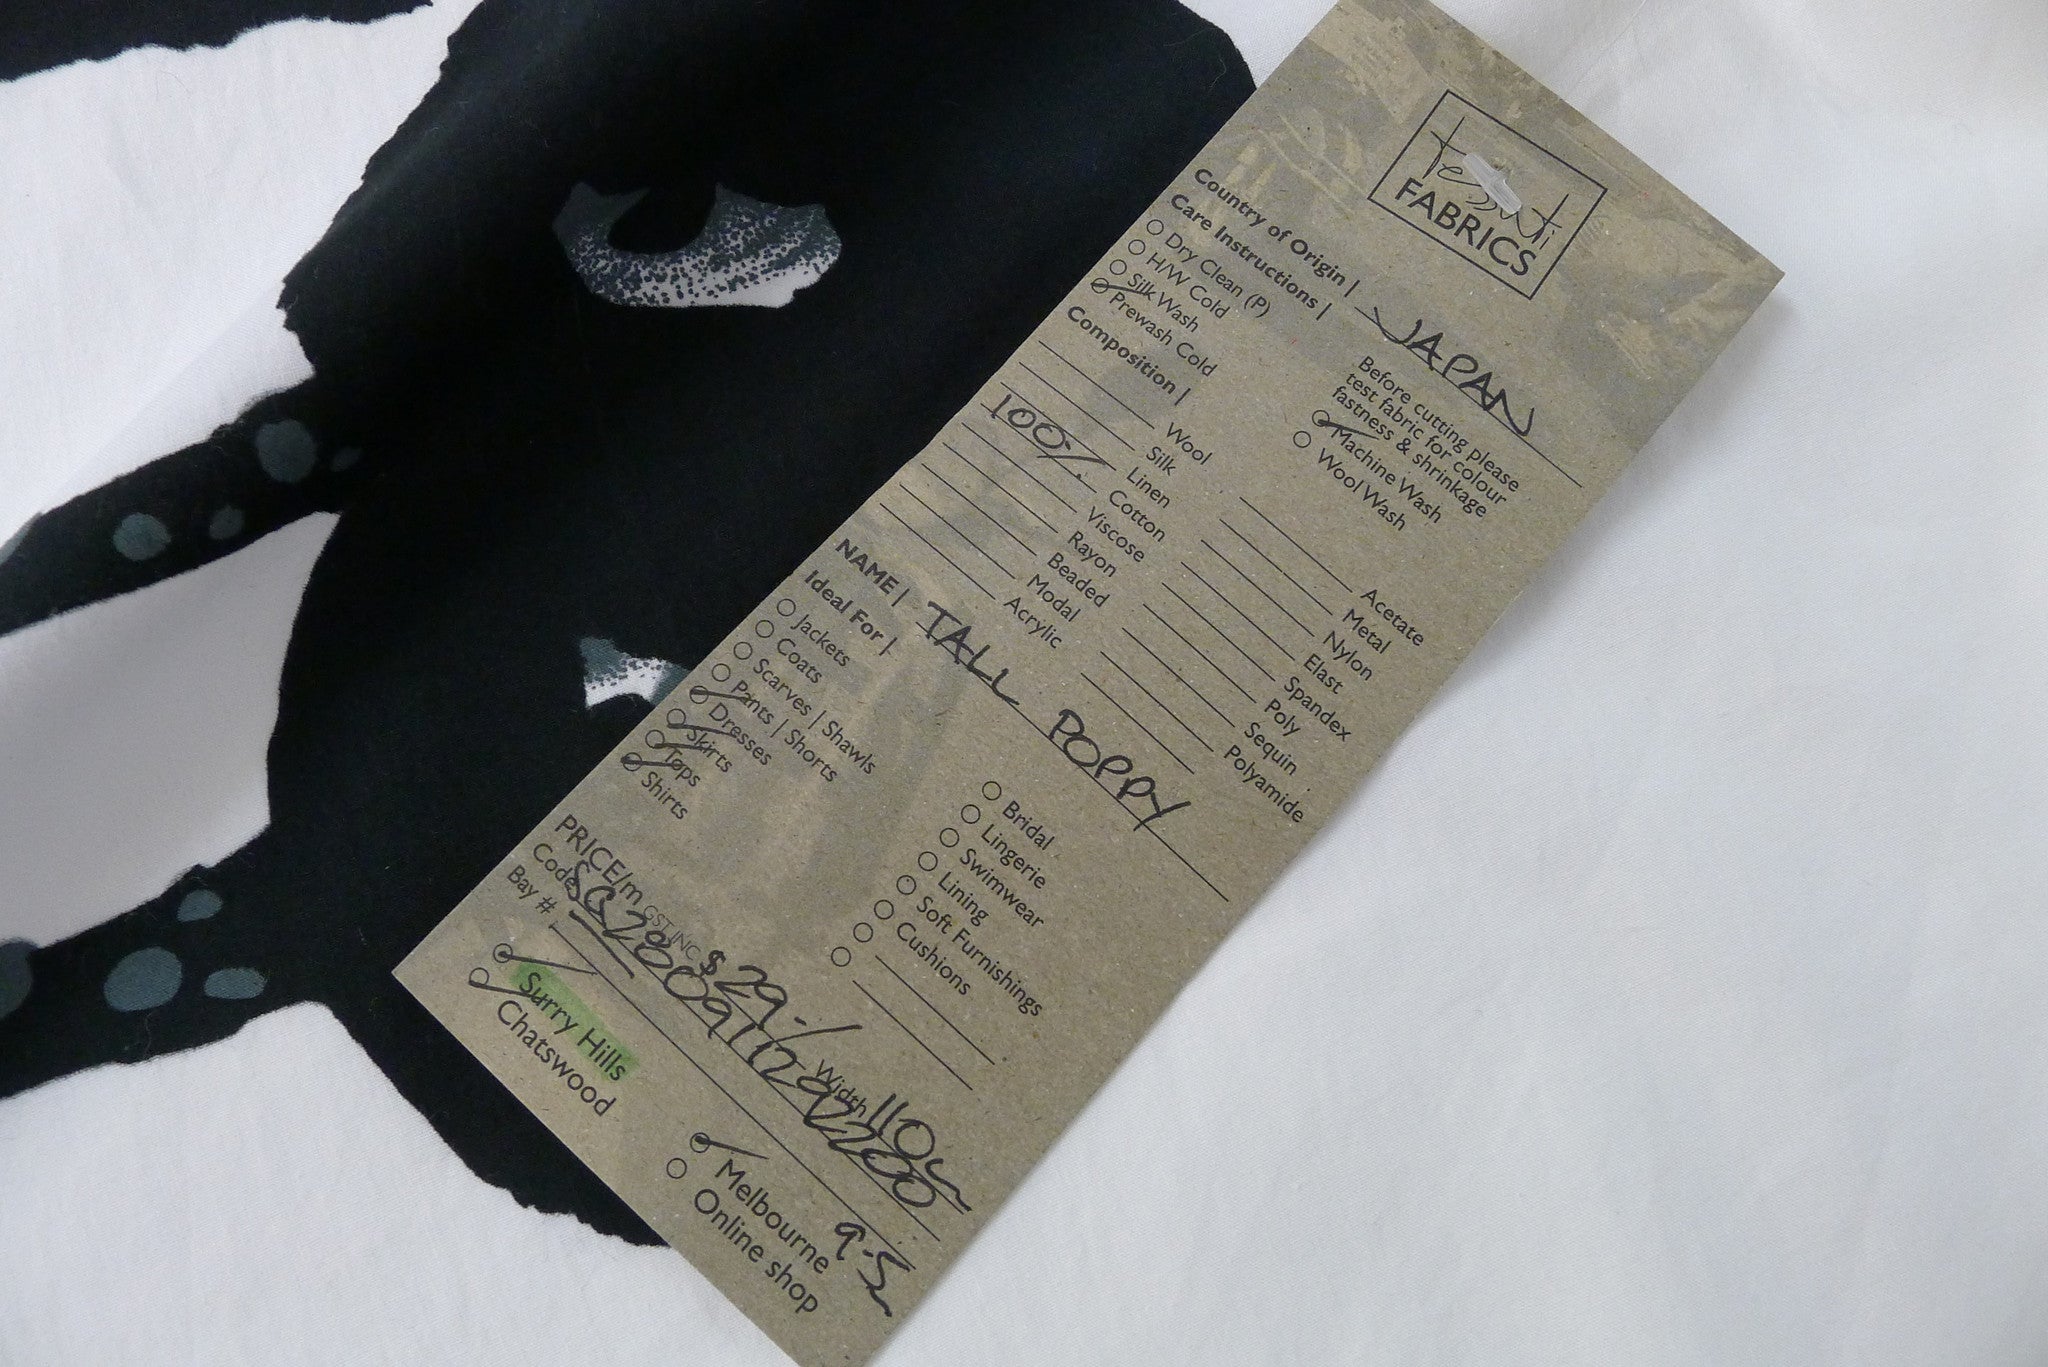 tessuti
FABRICS
Country of Origin | JAPAN
Care Instructions |
Dry Clean (P)
H/W Cold
Silk Wash
Prewash Cold
Before cutting please
test fabric for colour
fastness & shrinkage
Machine Wash
Wool Wash
Composition |
Wool
Silk
Linen
100% Cotton
Viscose
Rayon
Beaded
Modal
Acrylic
Acetate
Metal
Nylon
Elast
Spandex
Poly
Sequin
Polyamide
NAME | TALL POPPY
Ideal For |
Jackets
Coats
Scarves | Shawls
Pants | Shorts
Dresses
Skirts
Tops
Shirts
Bridal
Lingerie
Swimwear
Lining
Soft Furnishings
Cushions
PRICE/m GST INC $29-/ Width 110
Code
Bay #
Surry Hills
Chatswood
Melbourne 9.5
Online shop